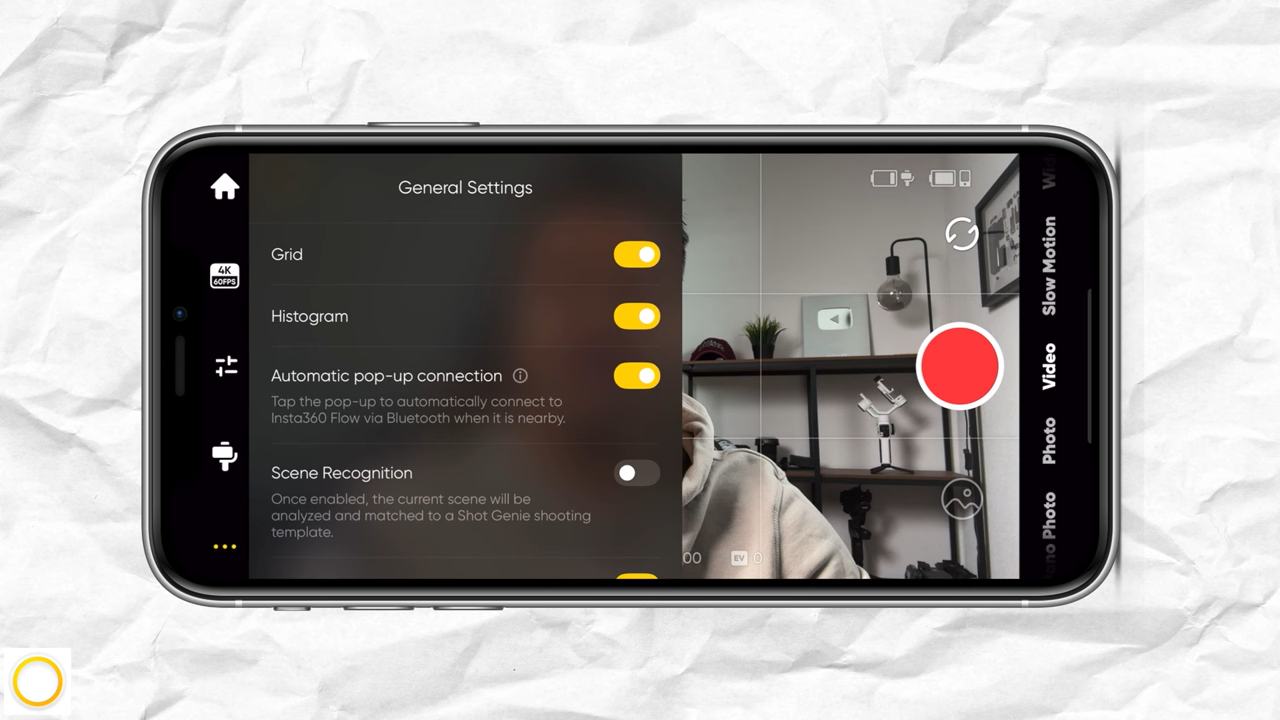 General Settings
Grid
Histogram
Automatic pop-up connection
Tap the pop-up to automatically connect to
Insta360 Flow via Bluetooth when it is nearby.
Scene Recognition
Once enabled, the current scene will be
analyzed and matched to a Shot Genie shooting
template.
4K
60FPS
00
EV 0
Slow Motion
Video
Photo